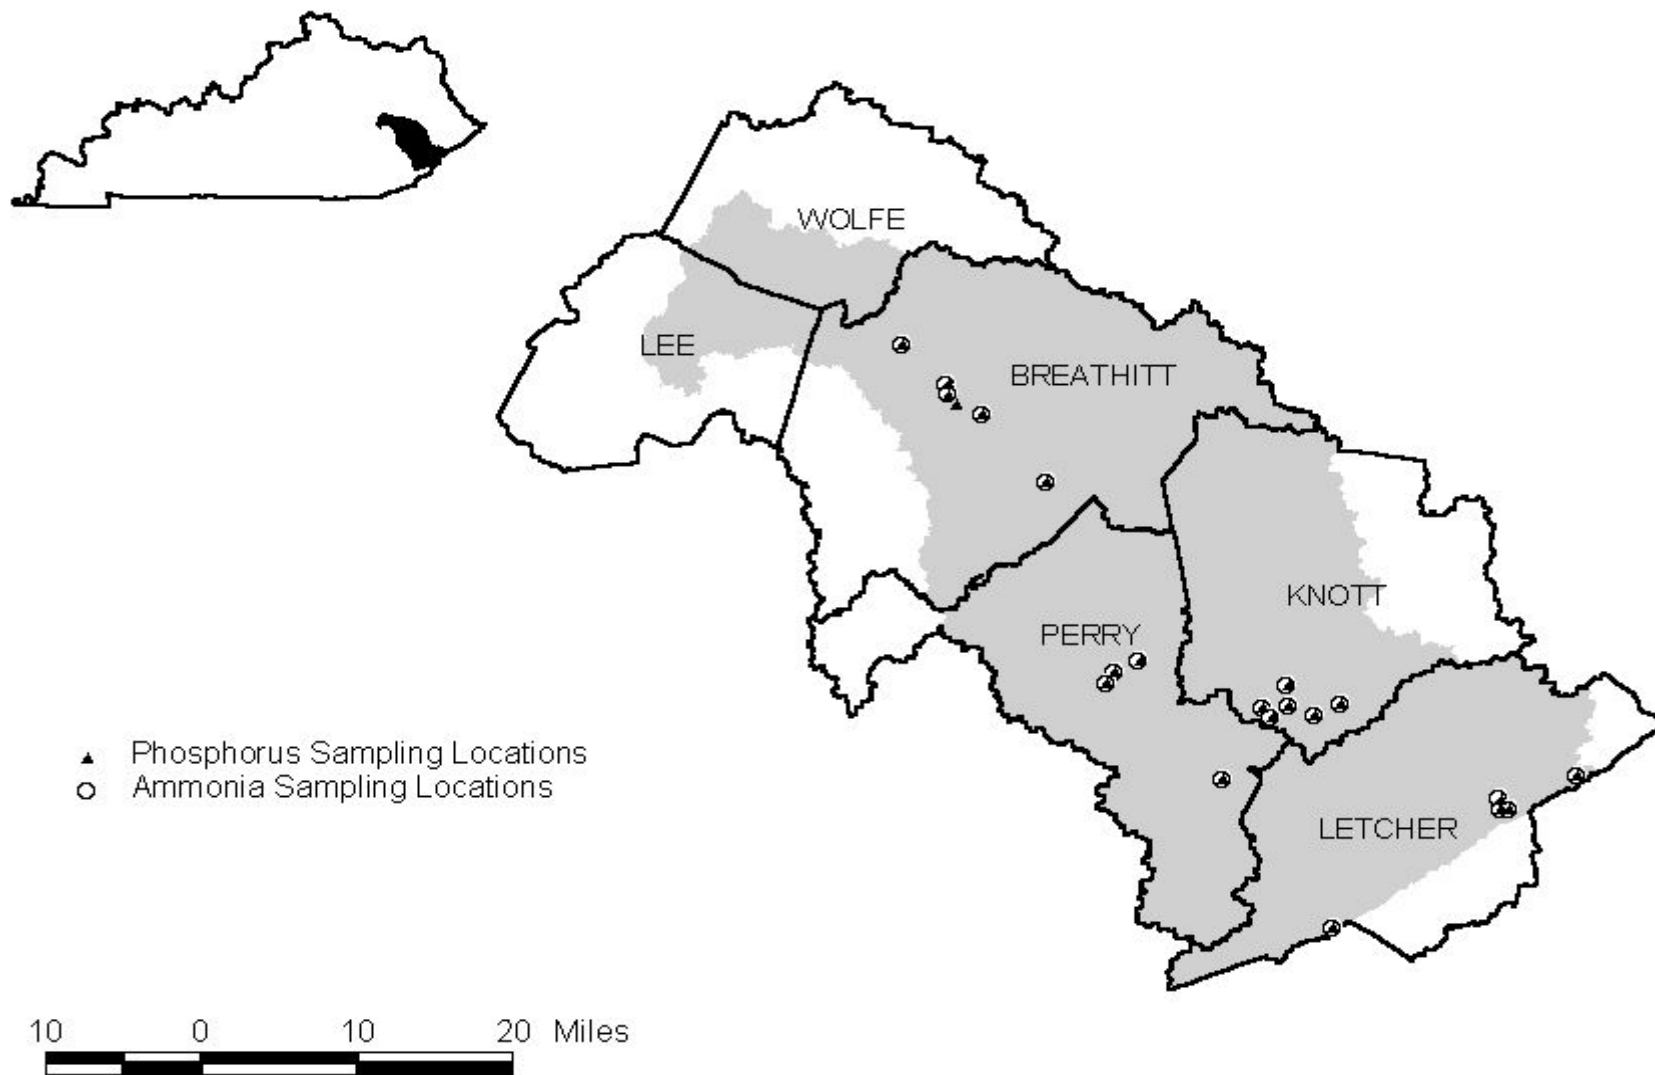 WOLFE
LEE
BREATHITT
KNOTT
PERRY
Phosphorus Sampling Locations
Ammonia Sampling Locations
LETCHER
10 0 10 20 Miles